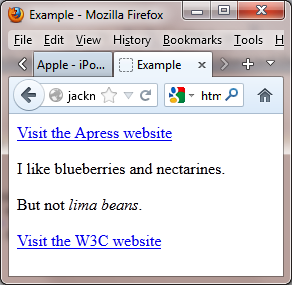 Example - Mozilla Firefox
File Edit View History Bookmarks Tools H
Apple - iPo... Example
jackn htm
Visit the Apress website
I like blueberries and nectarines.
But not lima beans.
Visit the W3C website